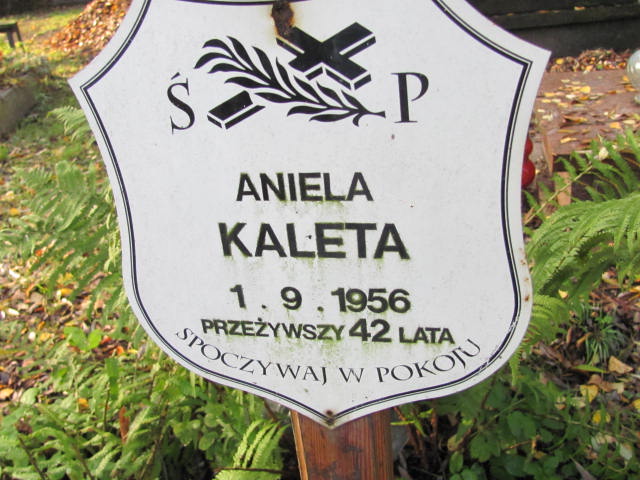 Ś P
ANIELA
KALETA
1.9.1956
PRZEŻYWSZY 42 LATA
SPOCZYWAJ W POKOJU